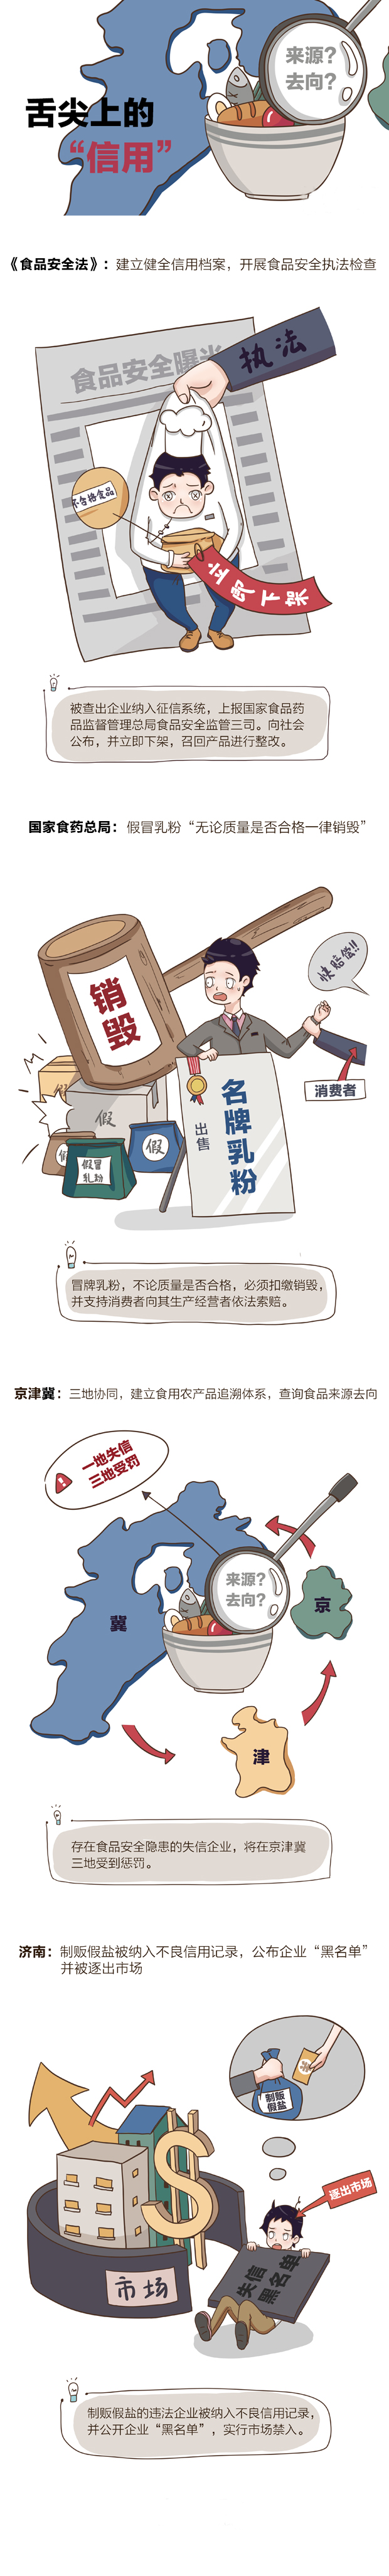 来源?
去向?
舌尖上的
“信用”
《食品安全法》：建立健全信用档案，开展食品安全执法检查
食品安全曝光
执法
不合格食品
立即下架
被查出企业纳入征信系统，上报国家食品药
品监督管理总局食品安全监管三司。向社会
公布，并立即下架，召回产品进行整改。
国家食药总局：假冒乳粉“无论质量是否合格一律销毁”
销毁
快赔偿!!
消费者
假
假
假
假冒
乳粉
假
出售
名牌乳粉
冒牌乳粉，不论质量是否合格，必须扣缴销毁，
并支持消费者向其生产经营者依法索赔。
京津冀：三地协同，建立食用农产品追溯体系，查询食品来源去向
一地失信
三地受罚
来源?
去向?
冀
京
津
存在食品安全隐患的失信企业，将在京津冀
三地受到惩罚。
济南：制贩假盐被纳入不良信用记录，公布企业“黑名单”
并被逐出市场
制贩
假盐
逐出市场
失信
黑名单
市场
制贩假盐的违法企业被纳入不良信用记录，
并公开企业“黑名单”，实行市场禁入。